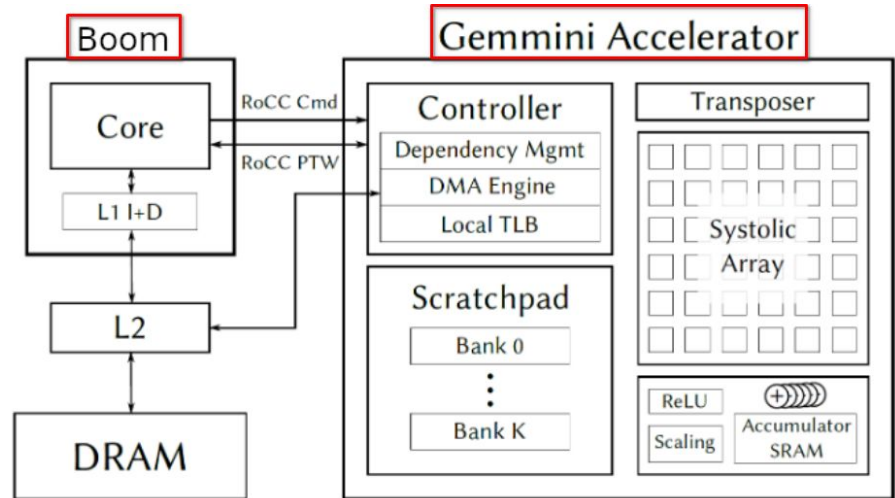 Boom
Gemmini Accelerator
Core
L1 I+D
L2
DRAM
RoCC Cmd
RoCC PTW
Controller
Dependency Mgmt
DMA Engine
Local TLB
Scratchpad
Bank 0
Bank K
Transposer
Systolic
Array
ReLU
Scaling
Accumulator
SRAM